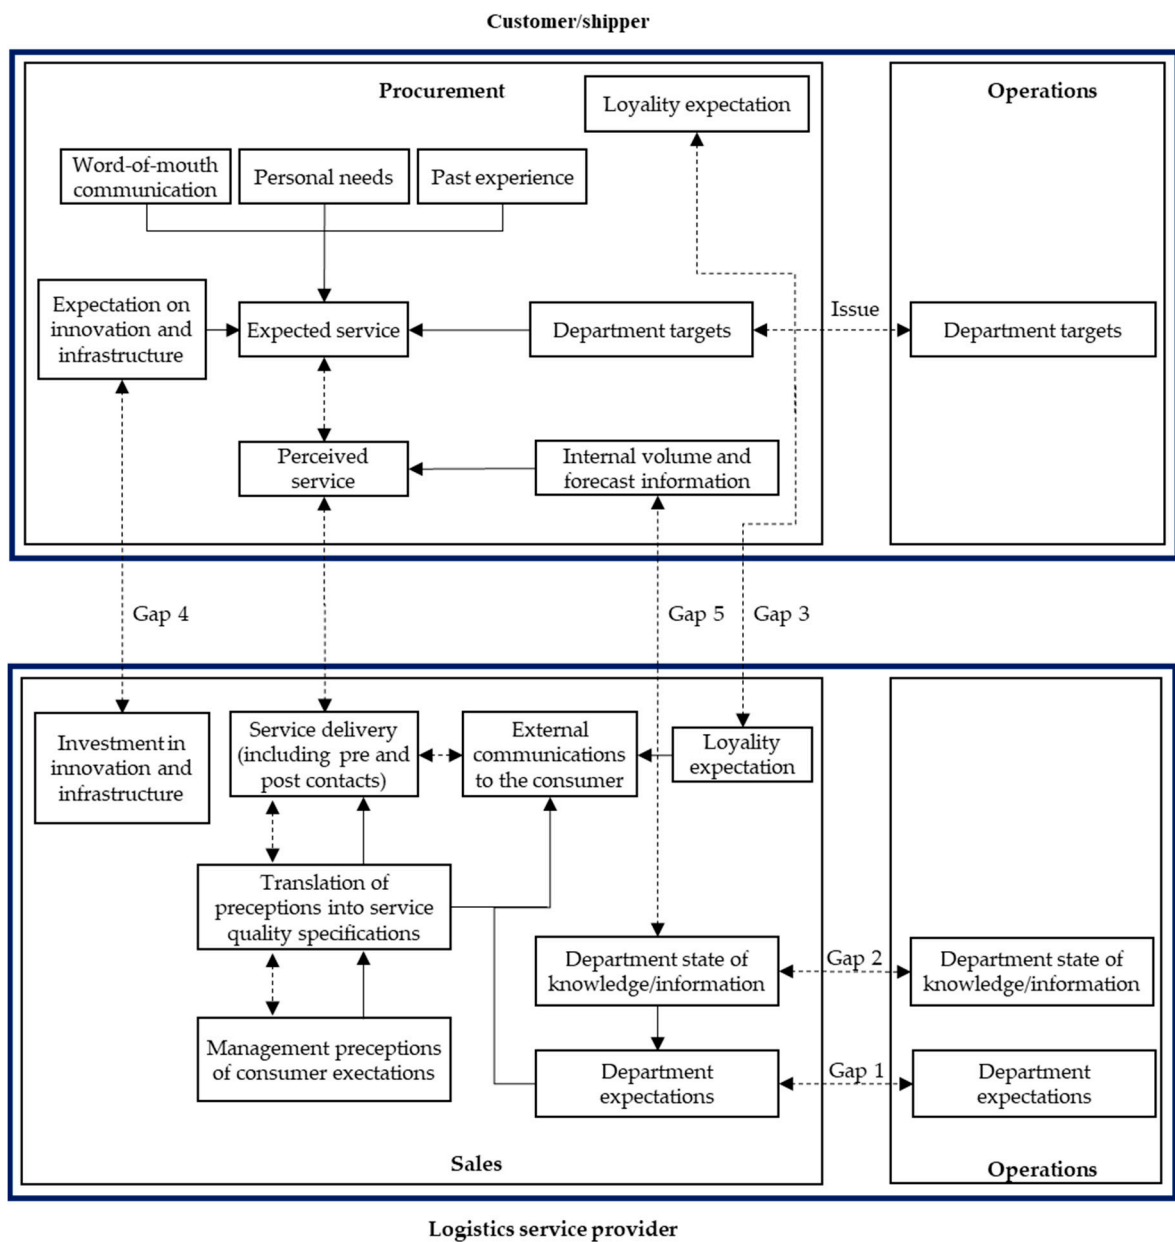 Customer/shipper
Procurement
Loyality expectation
Operations
Word-of-mouth
communication
Personal needs
Past experience
Expectation on
innovation and
infrastructure
Expected service
Department targets
Issue
Department targets
Perceived
service
Internal volume and
forecast information
Gap 4
Gap 5
Gap 3
Investment in
innovation and
infrastructure
Service delivery
(including pre and
post contacts)
External
communications
to the consumer
Loyality
expectation
Translation of
preceptions into service
quality specifications
Department state of
knowledge/information
Gap 2
Department state of
knowledge/information
Management preceptions
of consumer exectations
Department
expectations
Gap 1
Department
expectations
Sales
Operations
Logistics service provider